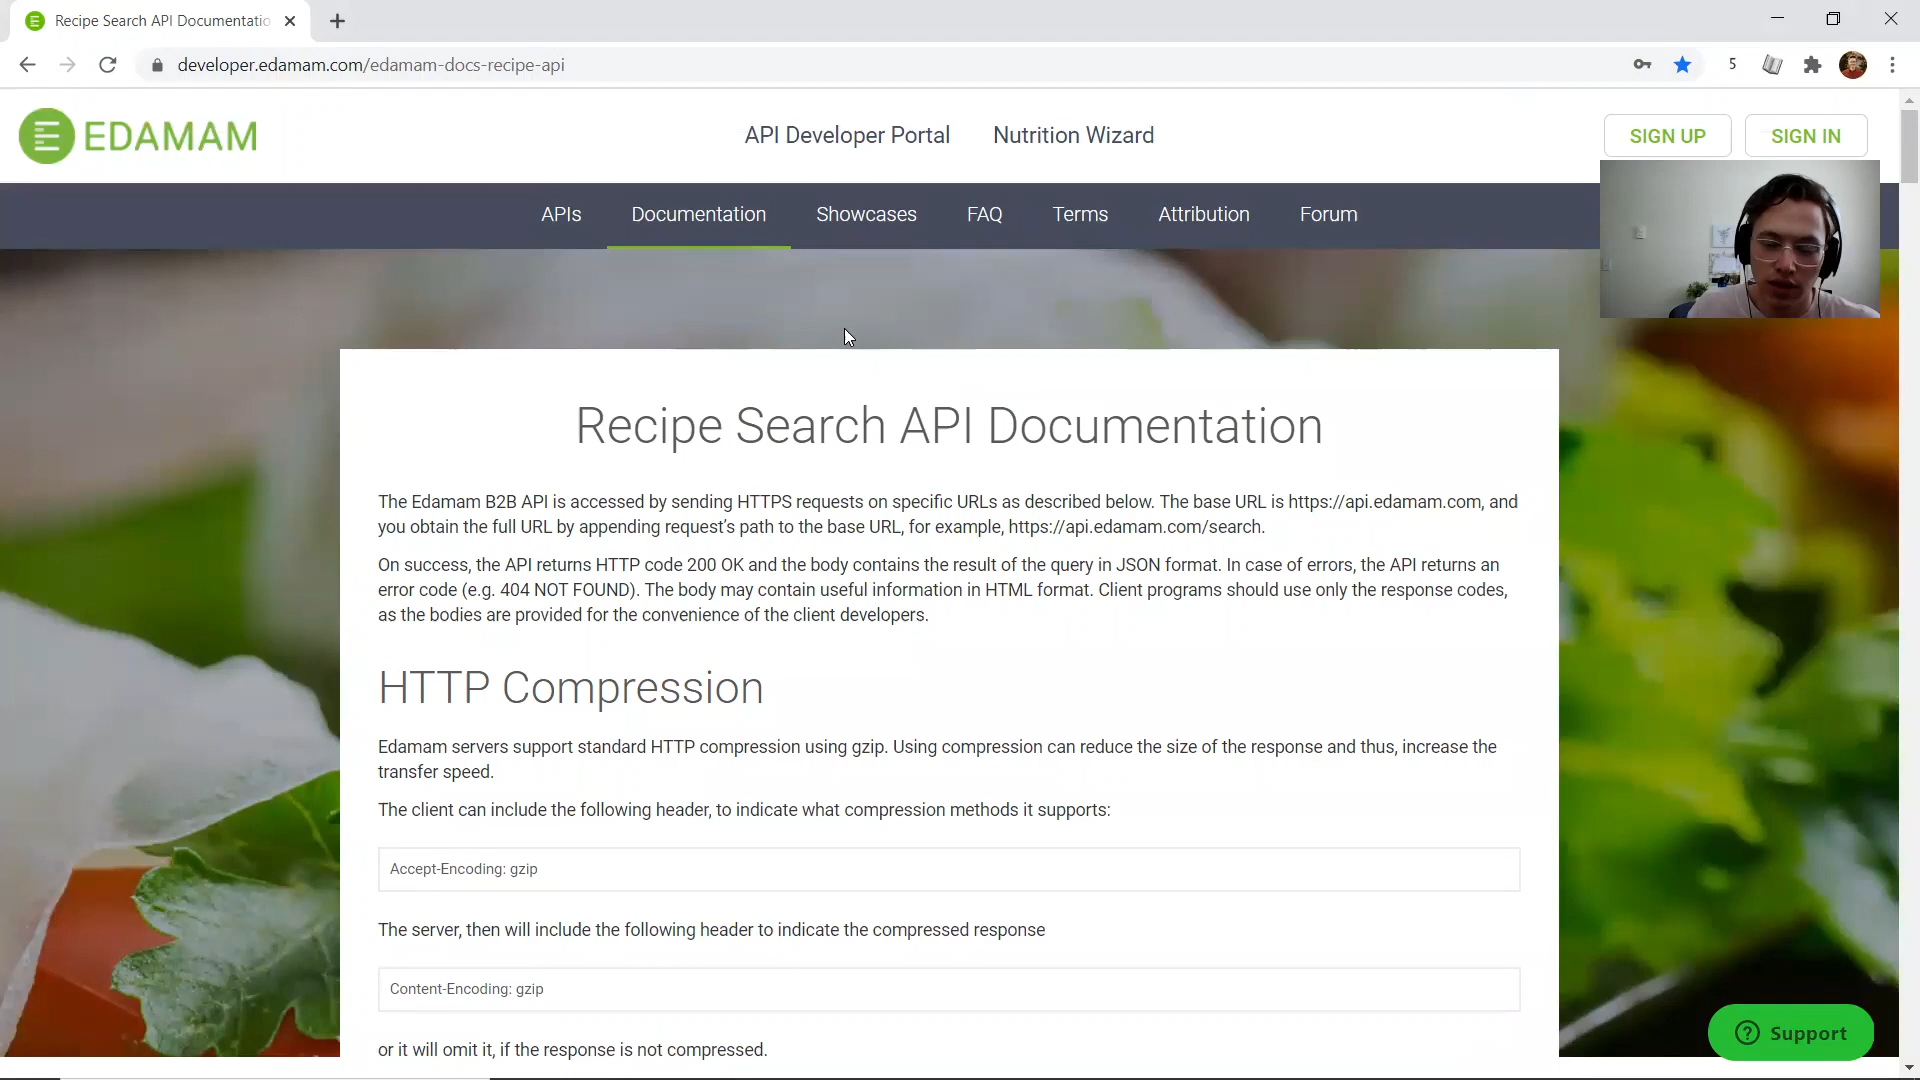 Recipe Search API Documentatio
developer.edamam.com/edamam-docs-recipe-api
5
EDAMAM
API Developer Portal
Nutrition Wizard
SIGN UP
SIGN IN
APIs
Documentation
Showcases
FAQ
Terms
Attribution
Forum
Recipe Search API Documentation
The Edamam B2B API is accessed by sending HTTPS requests on specific URLs as described below. The base URL is https://api.edamam.com, and
you obtain the full URL by appending request's path to the base URL, for example, https://api.edamam.com/search.
On success, the API returns HTTP code 200 OK and the body contains the result of the query in JSON format. In case of errors, the API returns an
error code (e.g. 404 NOT FOUND). The body may contain useful information in HTML format. Client programs should use only the response codes,
as the bodies are provided for the convenience of the client developers.
HTTP Compression
Edamam servers support standard HTTP compression using gzip. Using compression can reduce the size of the response and thus, increase the
transfer speed.
The client can include the following header, to indicate what compression methods it supports:
Accept-Encoding: gzip
The server, then will include the following header to indicate the compressed response
Content-Encoding: gzip
or it will omit it, if the response is not compressed.
Support